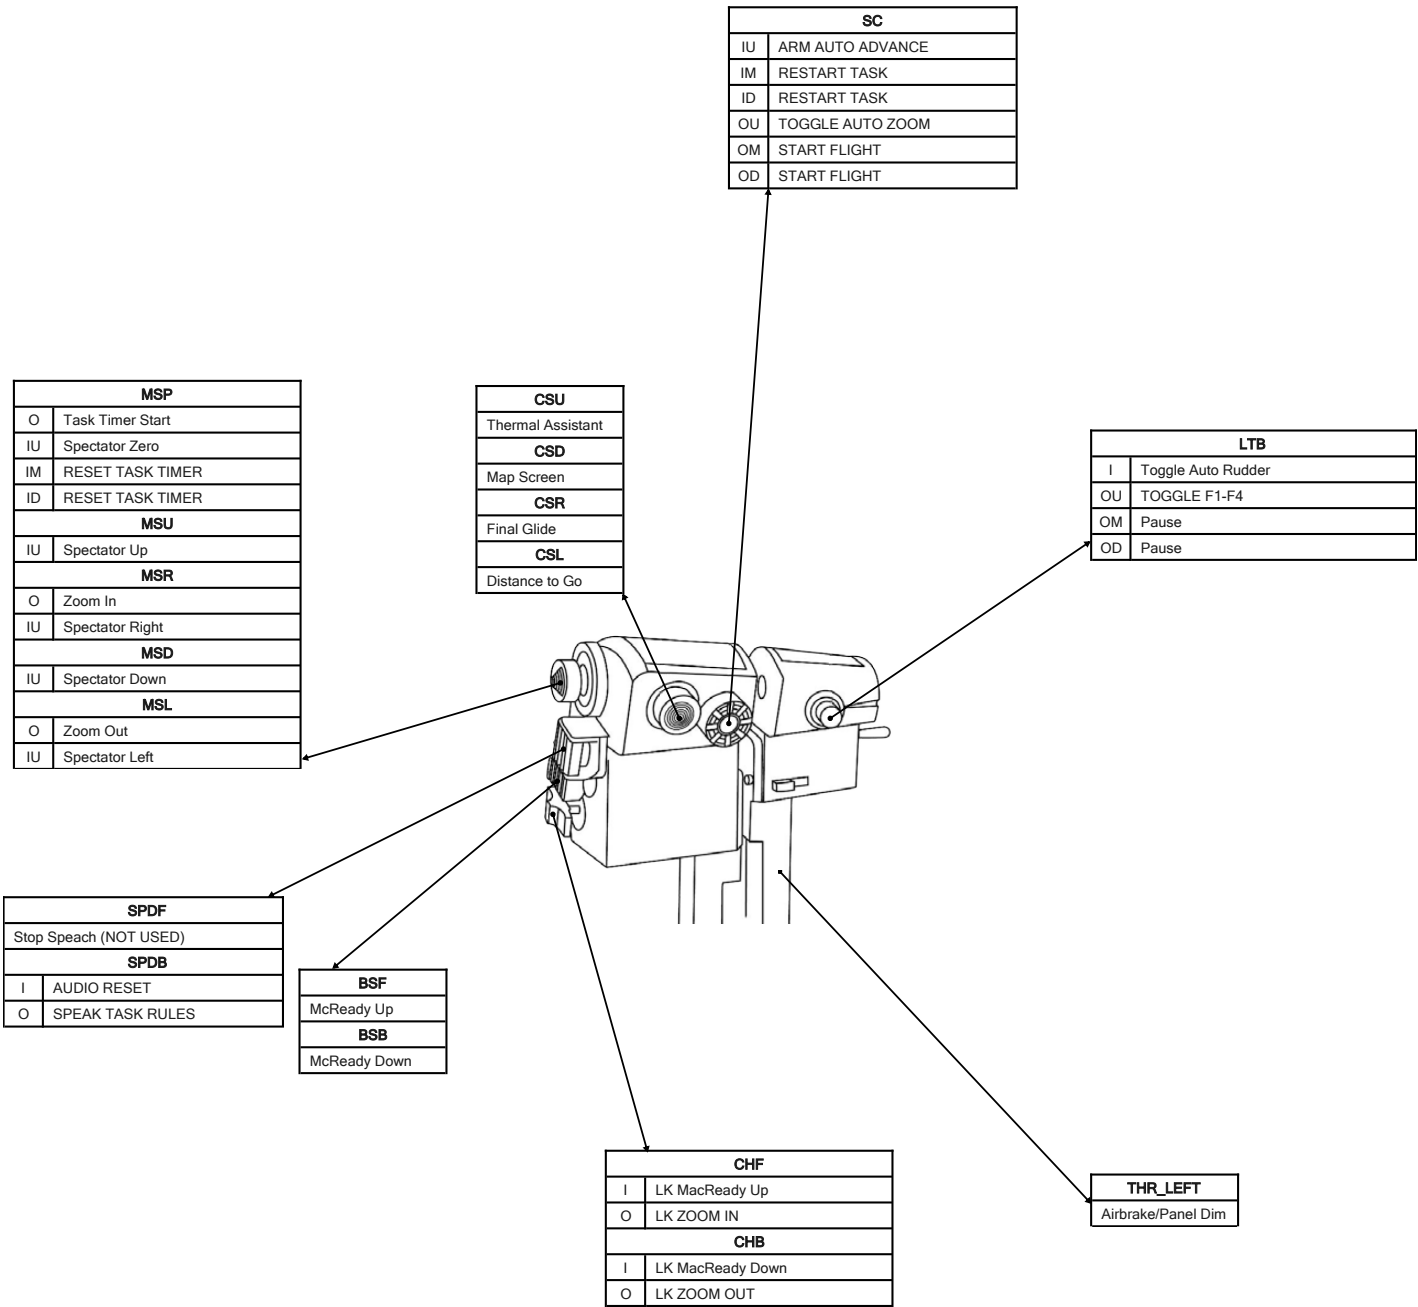 SC
IU ARM AUTO ADVANCE
IM RESTART TASK
ID RESTART TASK
OU TOGGLE AUTO ZOOM
OM START FLIGHT
OD START FLIGHT
MSP
O Task Timer Start
IU Spectator Zero
IM RESET TASK TIMER
ID RESET TASK TIMER
MSU
IU Spectator Up
MSR
O Zoom In
IU Spectator Right
MSD
IU Spectator Down
MSL
O Zoom Out
IU Spectator Left
CSU
Thermal Assistant
CSD
Map Screen
CSR
Final Glide
CSL
Distance to Go
LTB
I Toggle Auto Rudder
OU TOGGLE F1-F4
OM Pause
OD Pause
SPDF
Stop Speach (NOT USED)
SPDB
I AUDIO RESET
O SPEAK TASK RULES
BSF
McReady Up
BSB
McReady Down
CHF
I LK MacReady Up
O LK ZOOM IN
CHB
I LK MacReady Down
O LK ZOOM OUT
THR_LEFT
Airbrake/Panel Dim